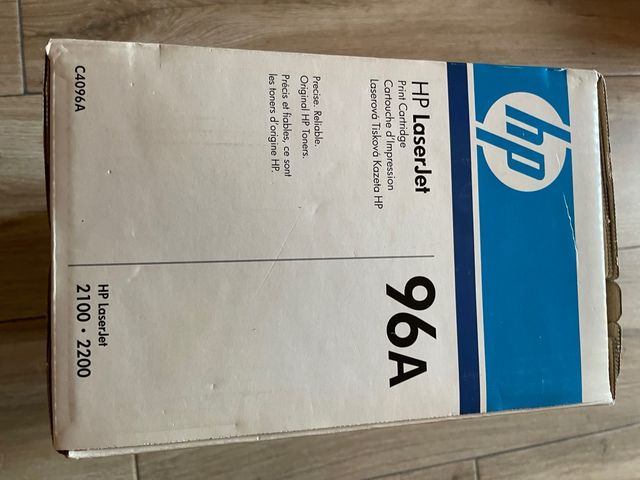 hp
HP LaserJet
Print Cartridge
Cartouche d'Impression
Laserová Tisková Kazeta HP
Precise. Reliable.
Original HP Toners.
Précis et fiables, ce sont
les toners d'origine HP.
C4096A
96A
HP LaserJet
2100 • 2200